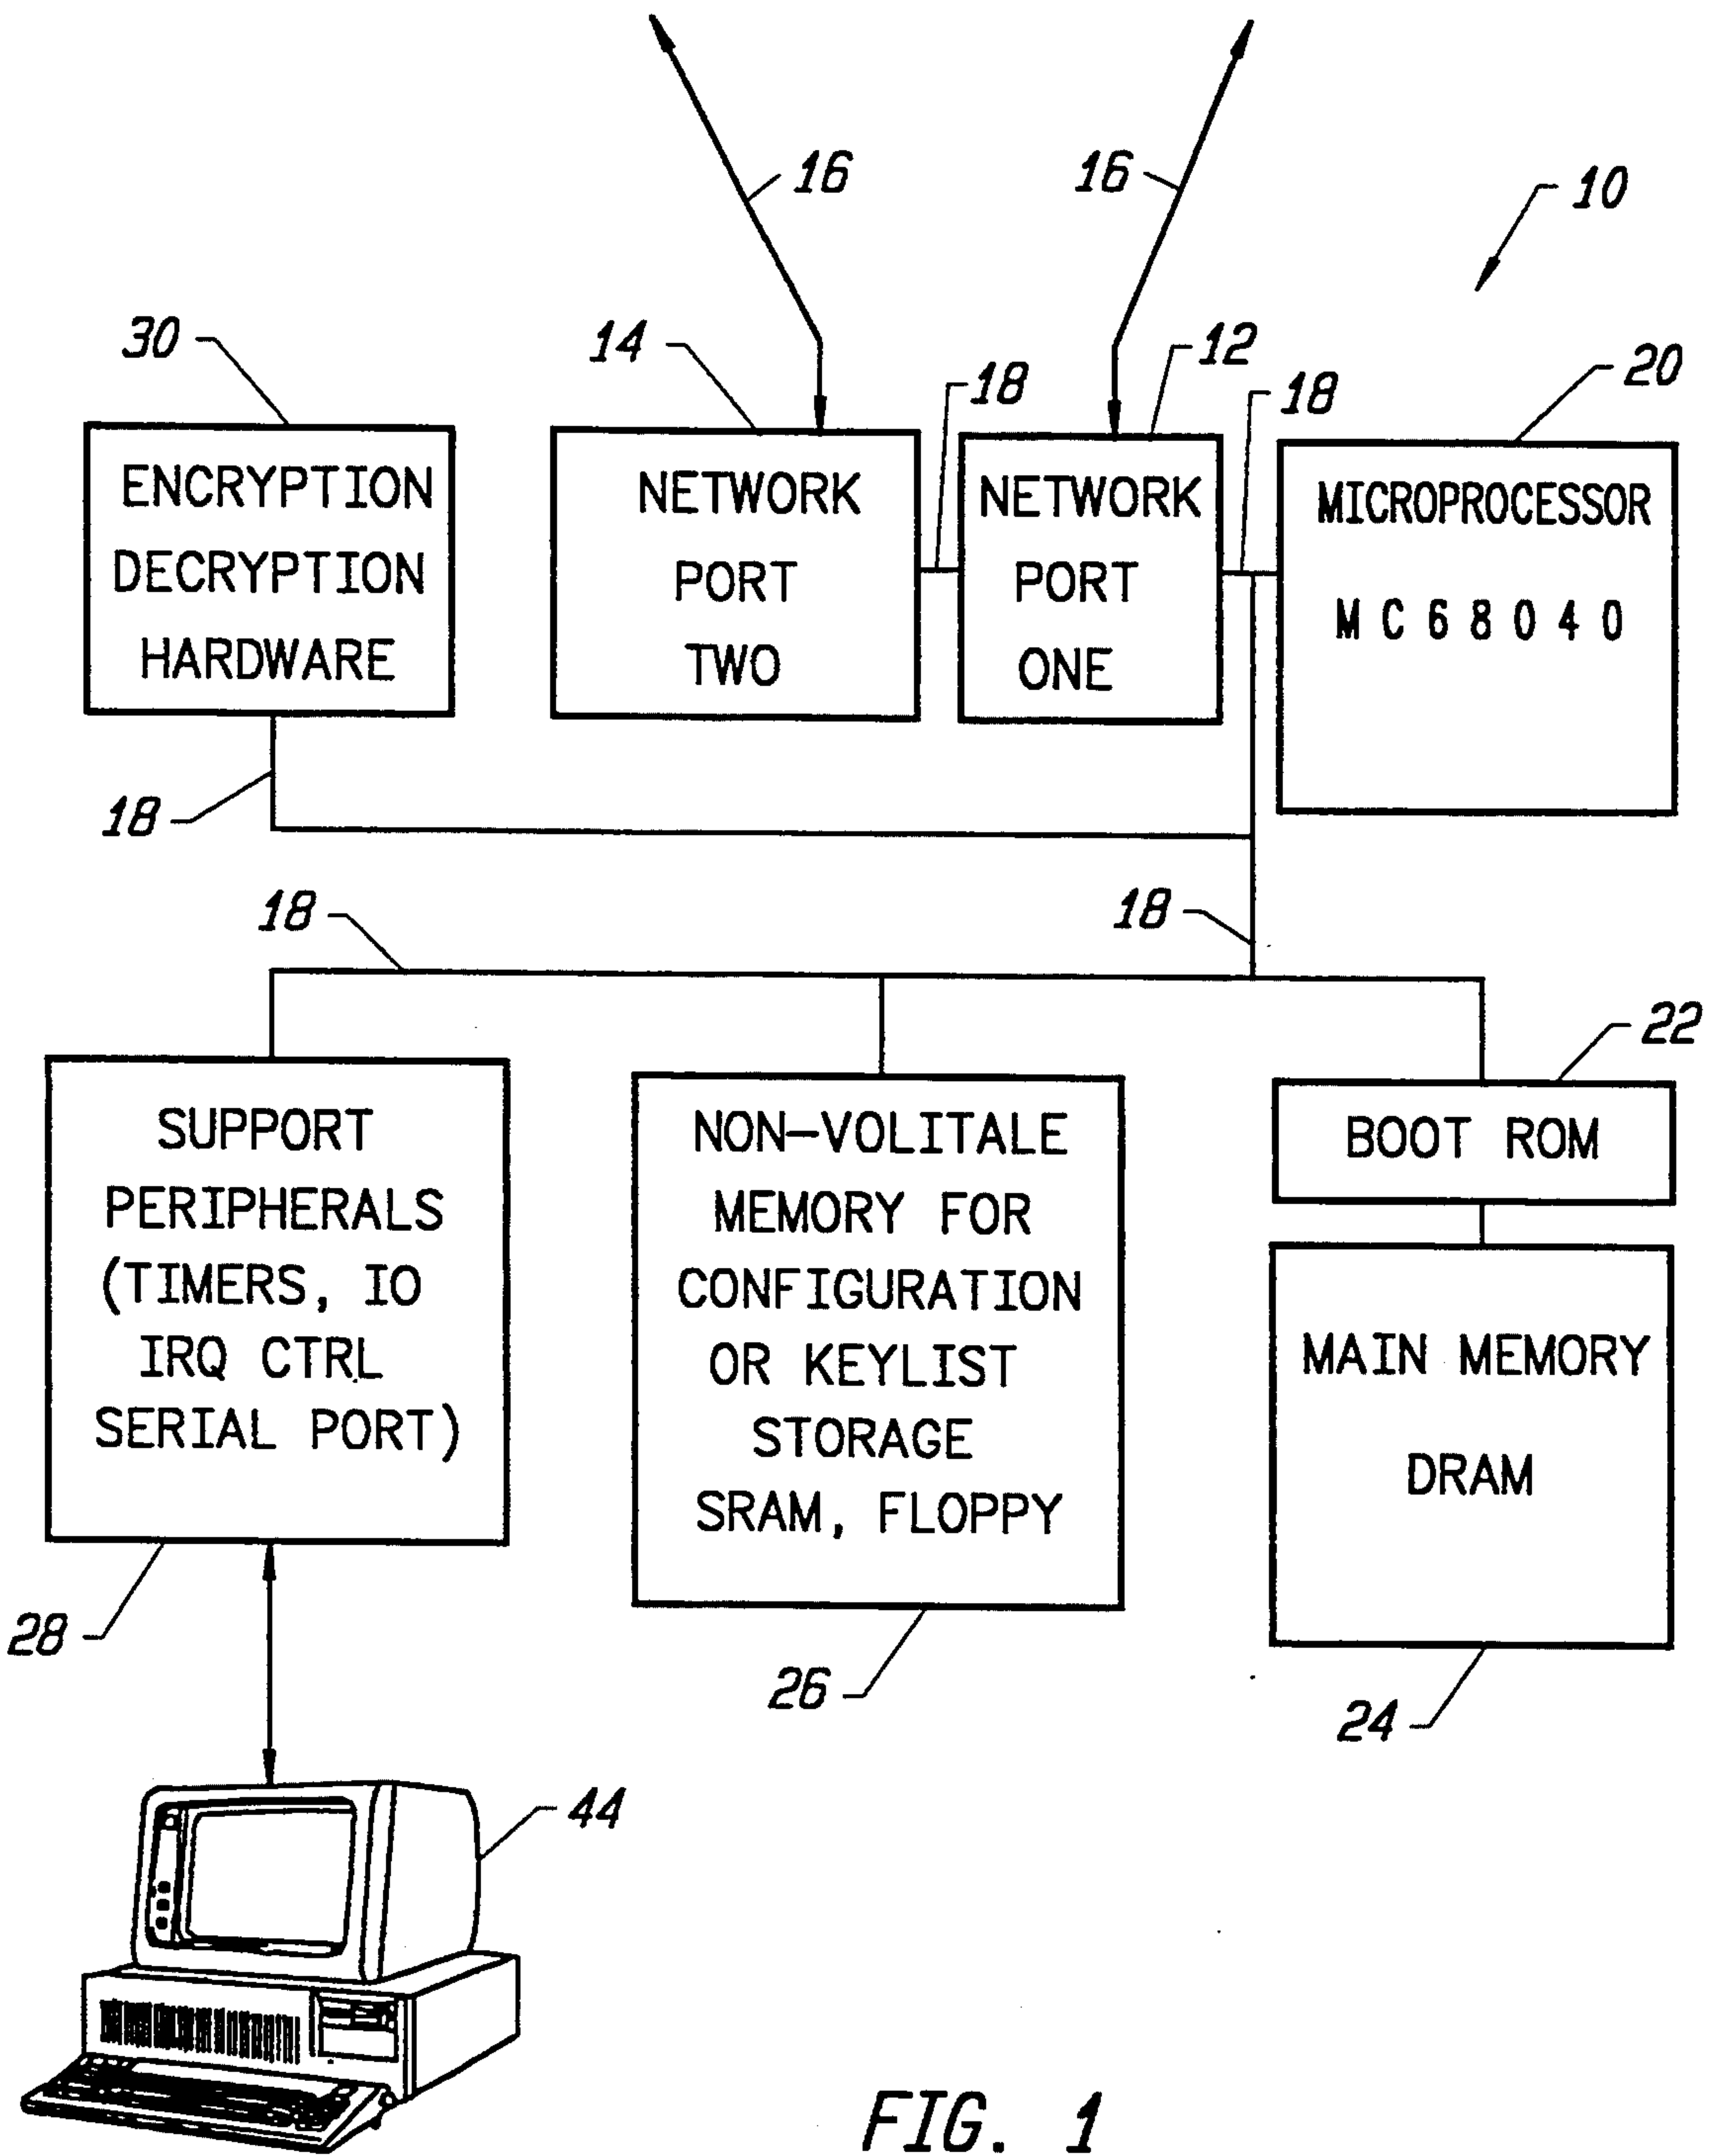 16
16
10
30
14
18
12
18
20
ENCRYPTION
DECRYPTION
HARDWARE
NETWORK
PORT
TWO
NETWORK
PORT
ONE
MICROPROCESSOR
MC68040
18
18
18
22
SUPPORT
PERIPHERALS
(TIMERS, IO
IRQ CTRL
SERIAL PORT)
NON-VOLITALE
MEMORY FOR
CONFIGURATION
OR KEYLIST
STORAGE
SRAM, FLOPPY
BOOT ROM
MAIN MEMORY
DRAM
28
26
24
44
FIG. 1